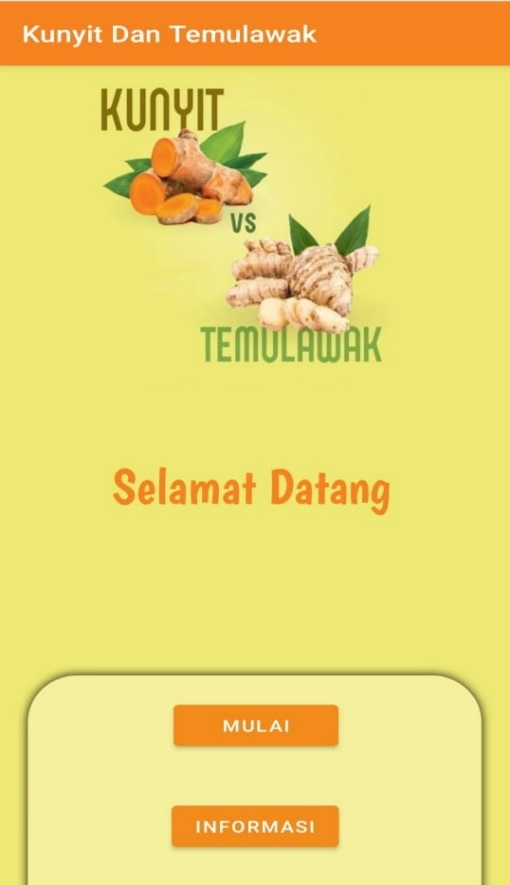 Kunyit Dan Temulawak
KUNYIT
VS
TEMULAWAK
Selamat Datang
MULAI
INFORMASI